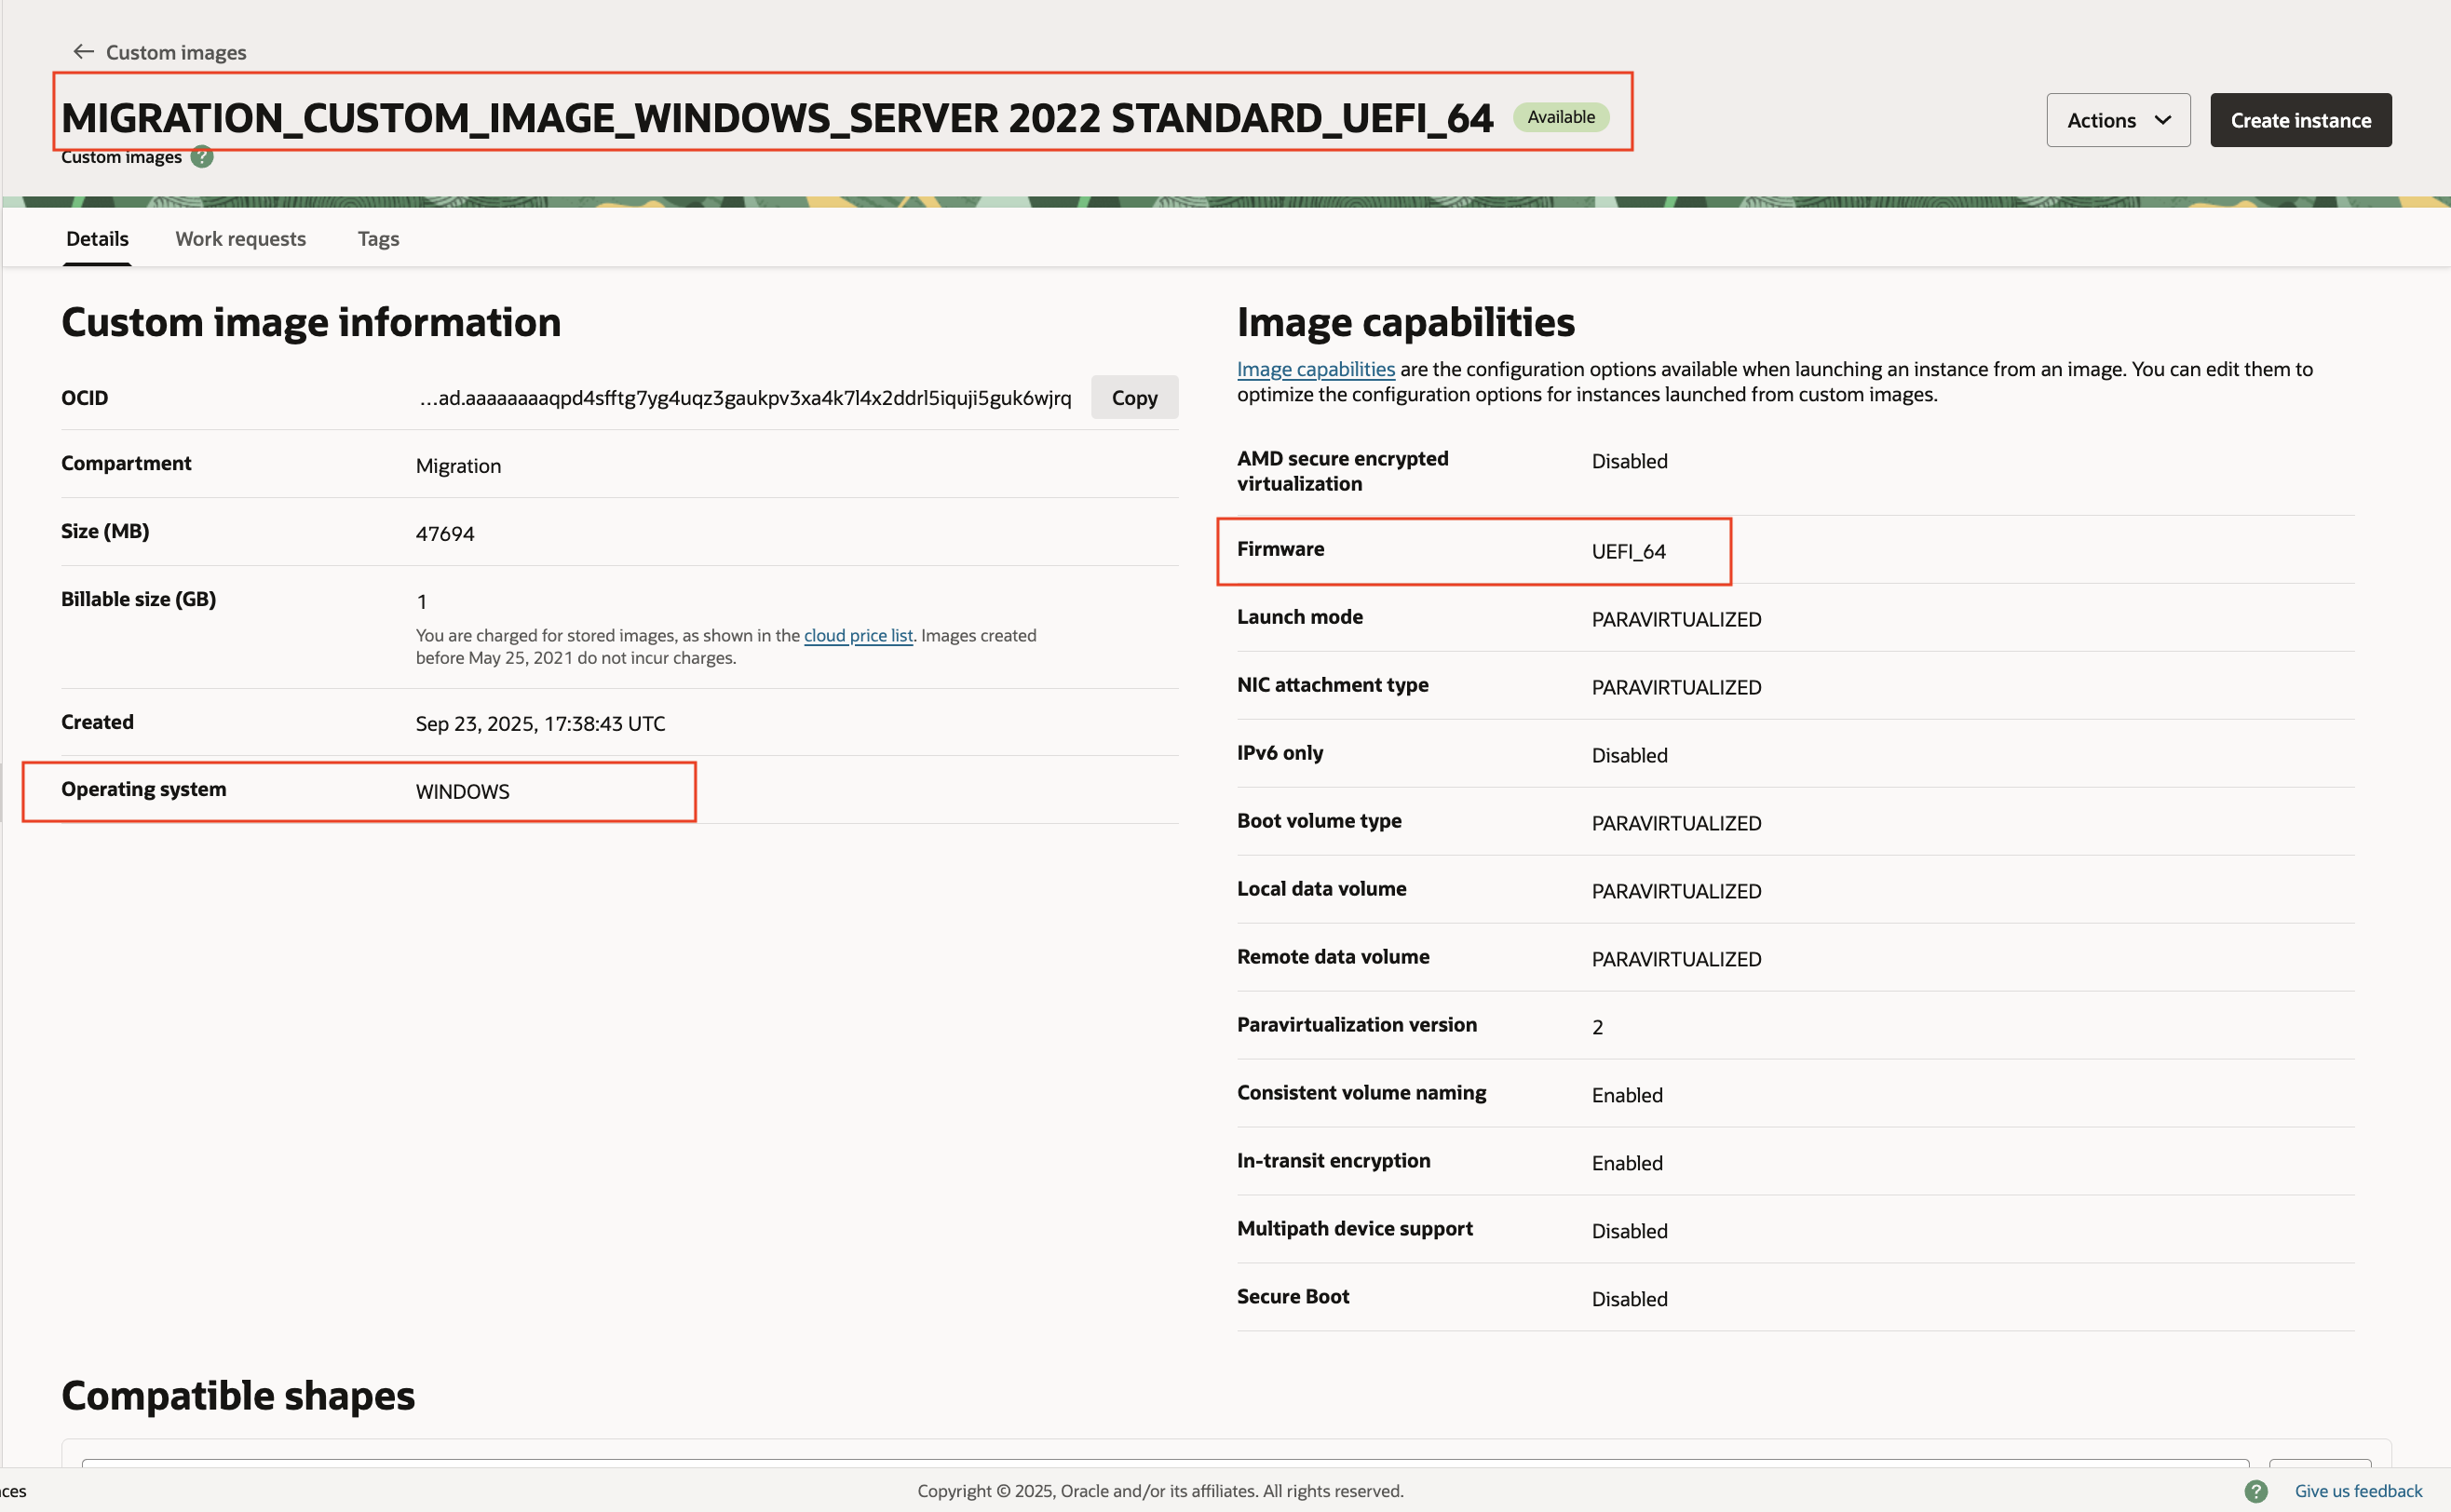 Custom images
MIGRATION_CUSTOM_IMAGE_WINDOWS_SERVER 2022 STANDARD_UEFI_64 Available
Actions
Create instance
Custom images ?
Details Work requests Tags
Custom image information
OCID ...ad.aaaaaaaaqpd4sfftg7yg4uqz3gaukpv3xa4k7l4x2ddrl5iquji5guk6wjrq Copy
Compartment Migration
Size (MB) 47694
Billable size (GB) 1
You are charged for stored images, as shown in the cloud price list. Images created
before May 25, 2021 do not incur charges.
Created Sep 23, 2025, 17:38:43 UTC
Operating system WINDOWS
Image capabilities
Image capabilities are the configuration options available when launching an instance from an image. You can edit them to
optimize the configuration options for instances launched from custom images.
AMD secure encrypted
virtualization Disabled
Firmware UEFI_64
Launch mode PARAVIRTUALIZED
NIC attachment type PARAVIRTUALIZED
IPv6 only Disabled
Boot volume type PARAVIRTUALIZED
Local data volume PARAVIRTUALIZED
Remote data volume PARAVIRTUALIZED
Paravirtualization version 2
Consistent volume naming Enabled
In-transit encryption Enabled
Multipath device support Disabled
Secure Boot Disabled
Compatible shapes
ces
Copyright © 2025, Oracle and/or its affiliates. All rights reserved.
? Give us feedback